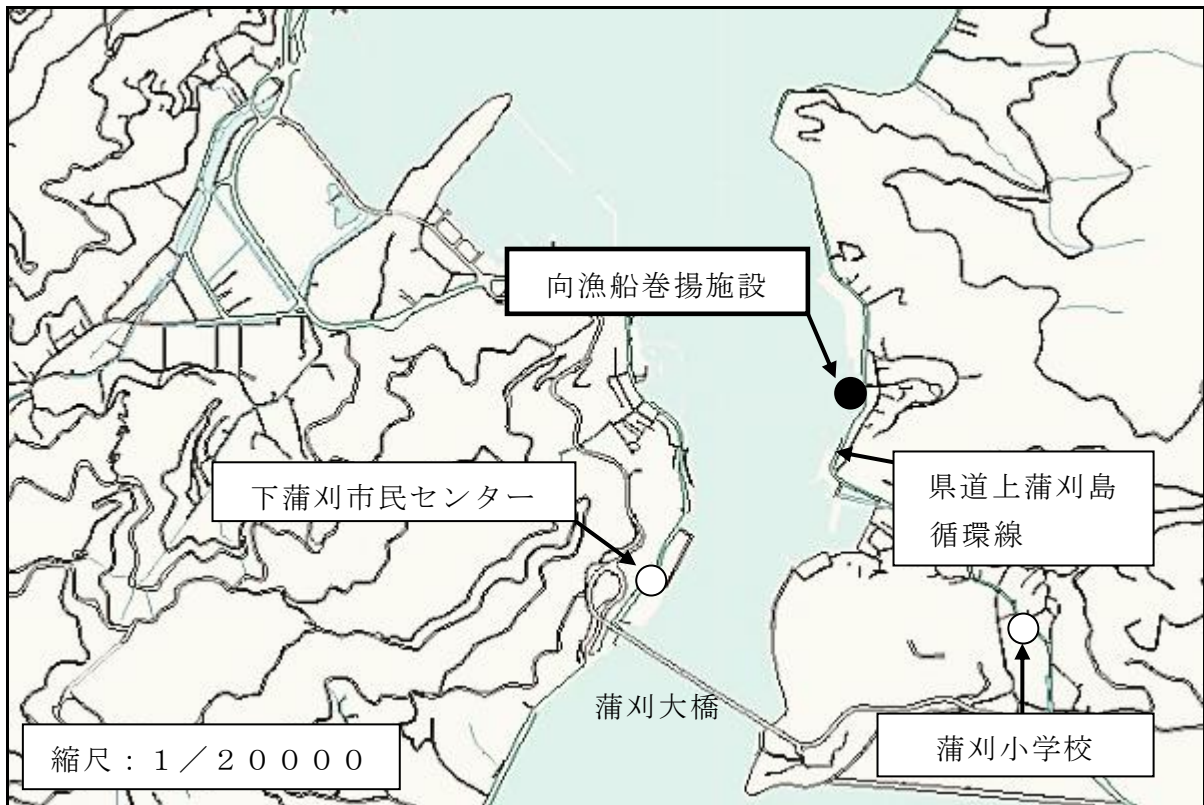 向漁船巻揚施設
下蒲刈市民センター
県道上蒲刈島
循環線
蒲刈大橋
蒲刈小学校
縮尺：１／２００００